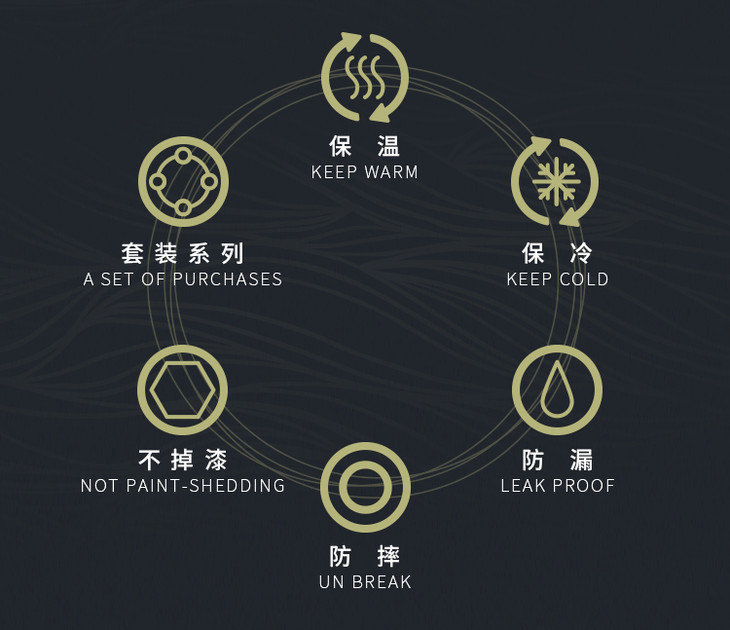 保 温
KEEP WARM
保 冷
KEEP COLD
套装系列
A SET OF PURCHASES
防 漏
LEAK PROOF
不掉漆
NOT PAINT-SHEDDING
防 摔
UN BREAK